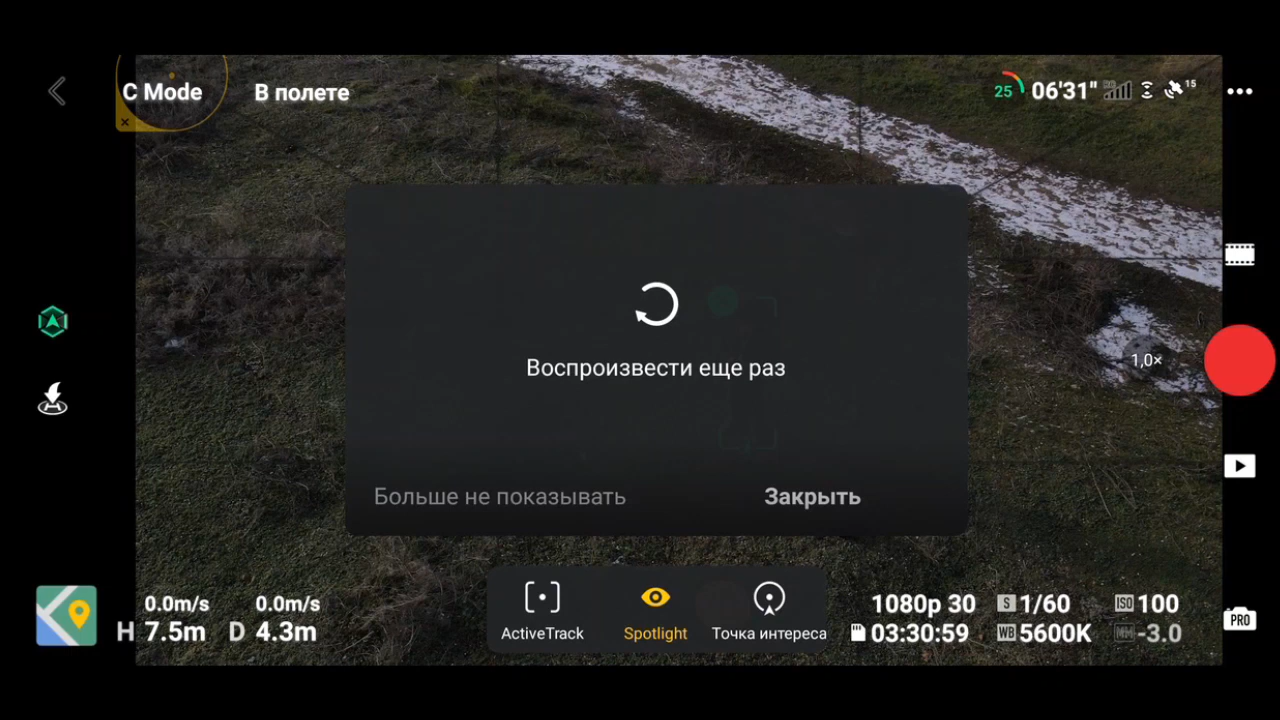 C Mode
В полете
25
06'31"
15
1,0×
Воспроизвести еще раз
Больше не показывать
Закрыть
0.0m/s
0.0m/s
H 7.5m
D 4.3m
ActiveTrack
Spotlight
Точка интереса
1080p 30
S 1/60
ISO 100
03:30:59
WB 5600K
-3.0
PRO